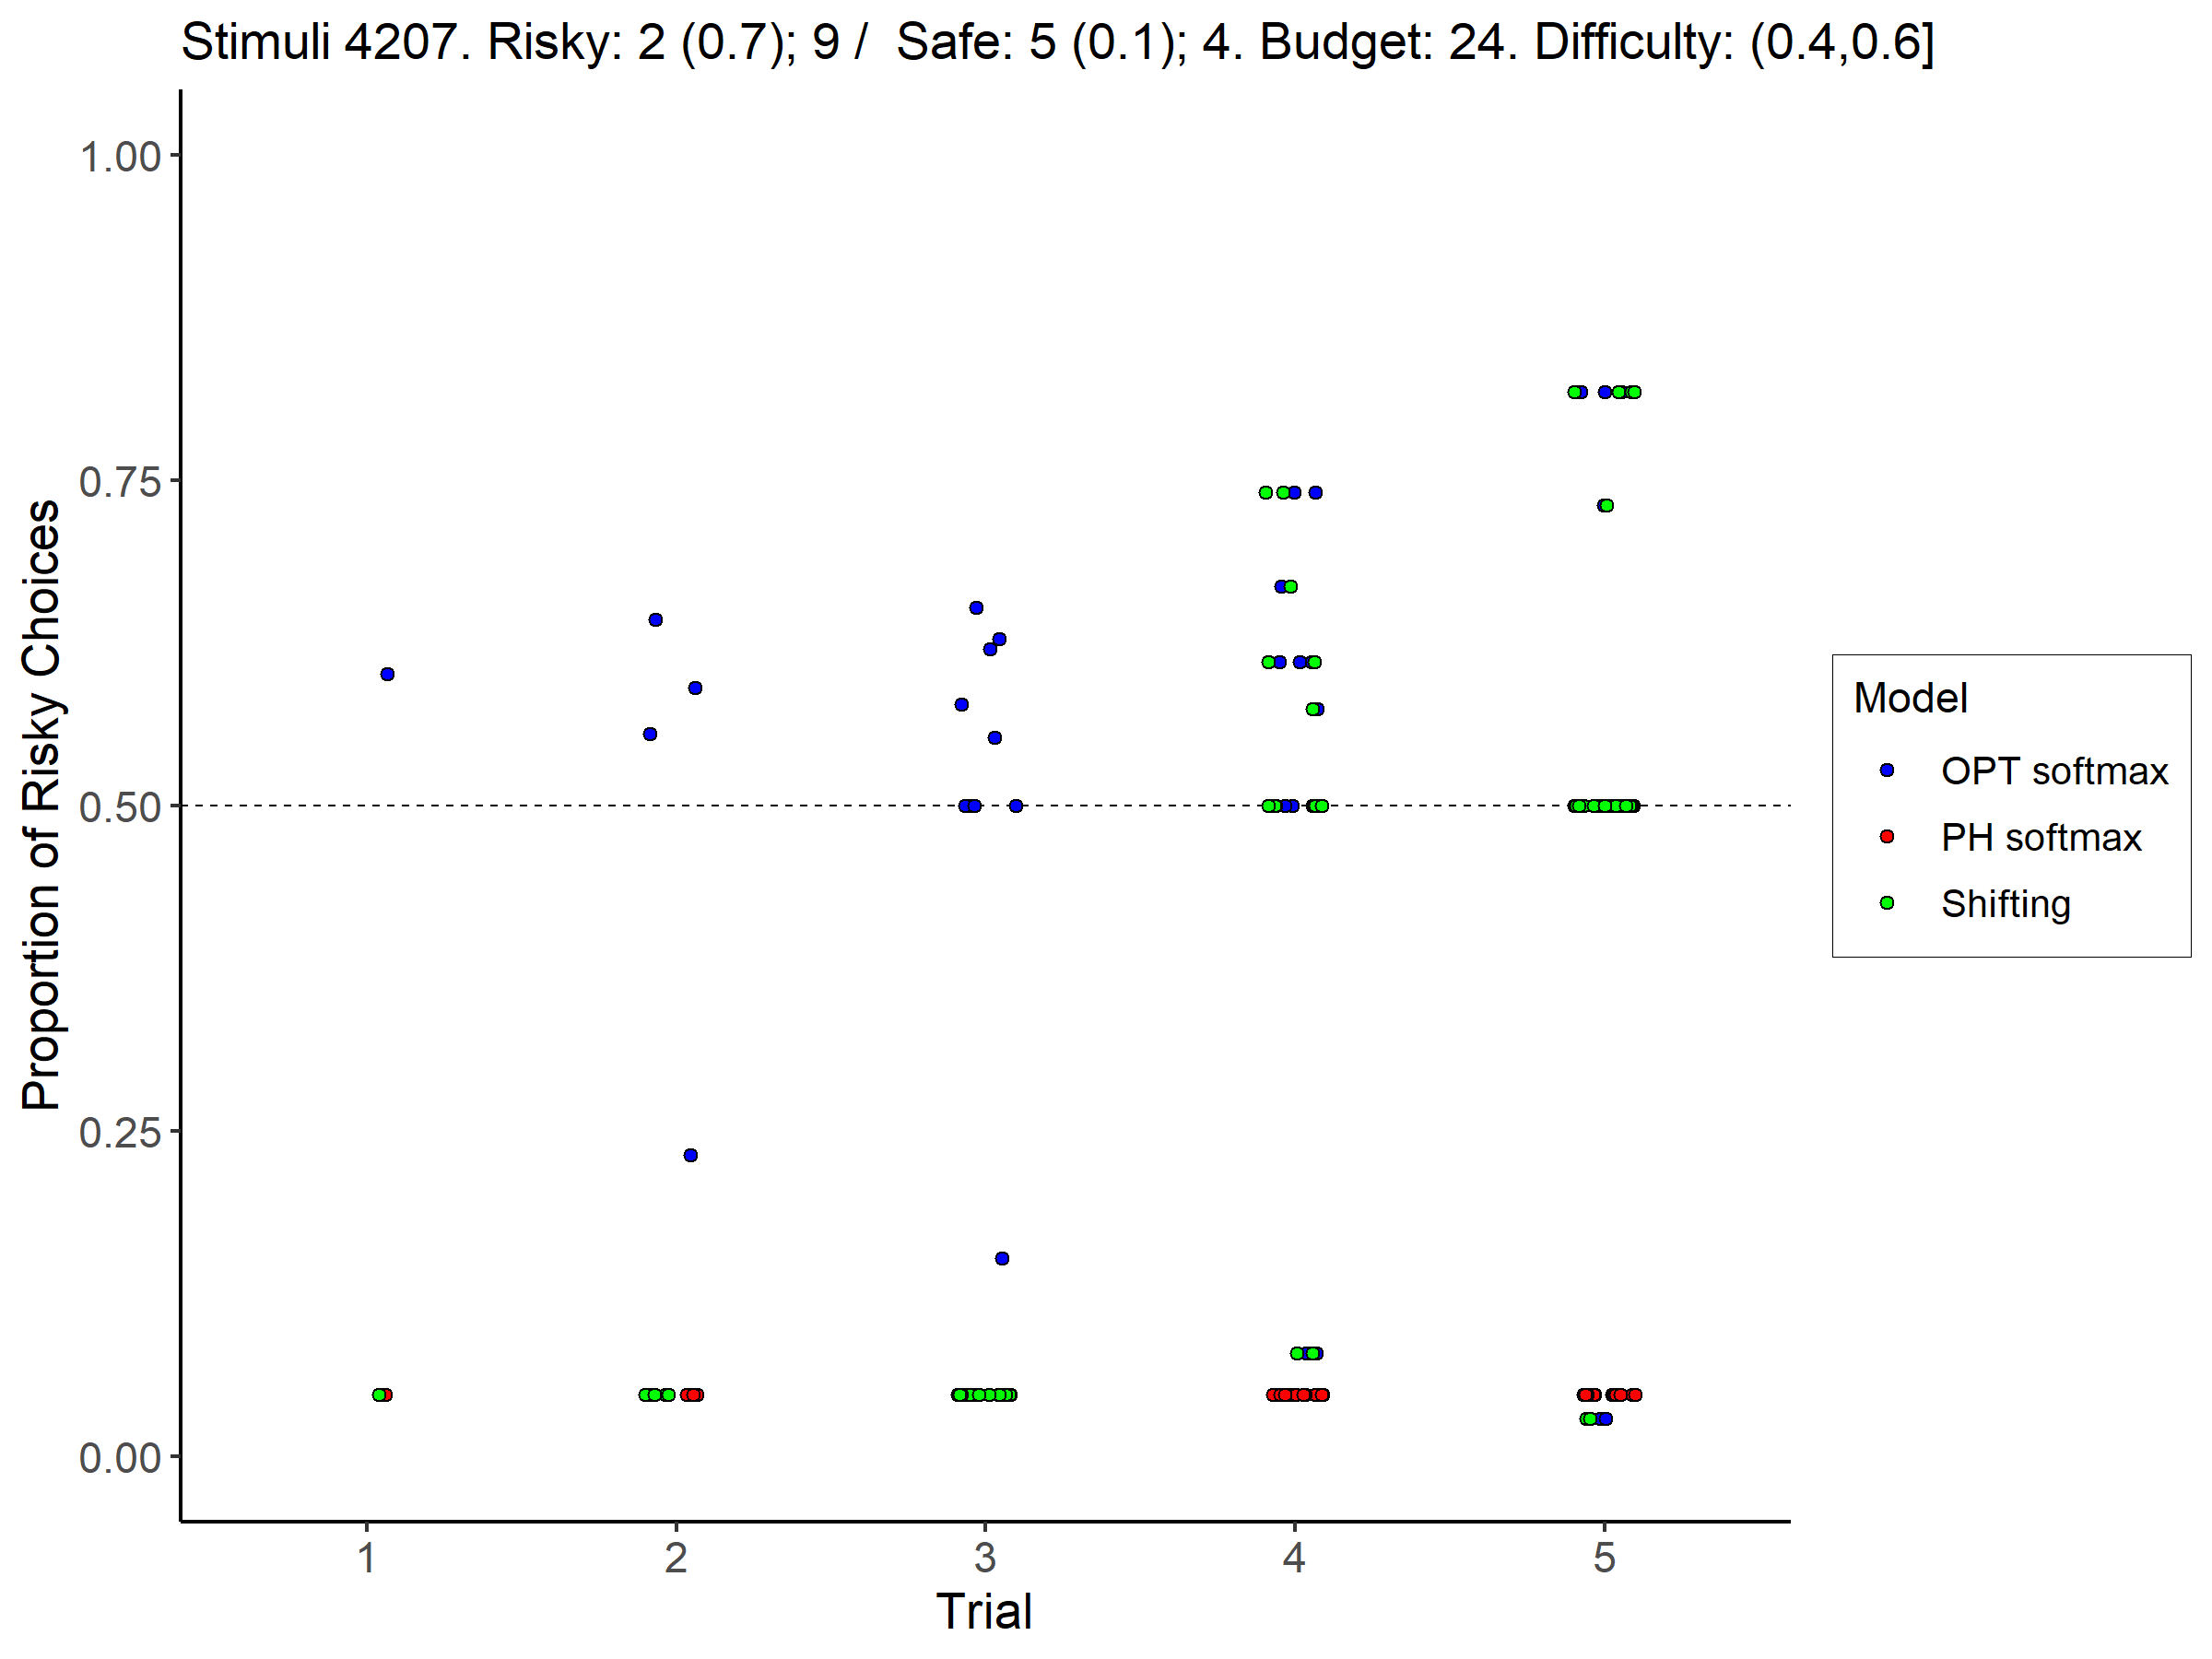 Stimuli 4207. Risky: 2 (0.7); 9 /  Safe: 5 (0.1); 4. Budget: 24. Difficulty: (0.4,0.6]
Proportion of Risky Choices
1.00
0.75
0.50
0.25
0.00
1
2
3
4
5
Trial
Model
OPT softmax
PH softmax
Shifting